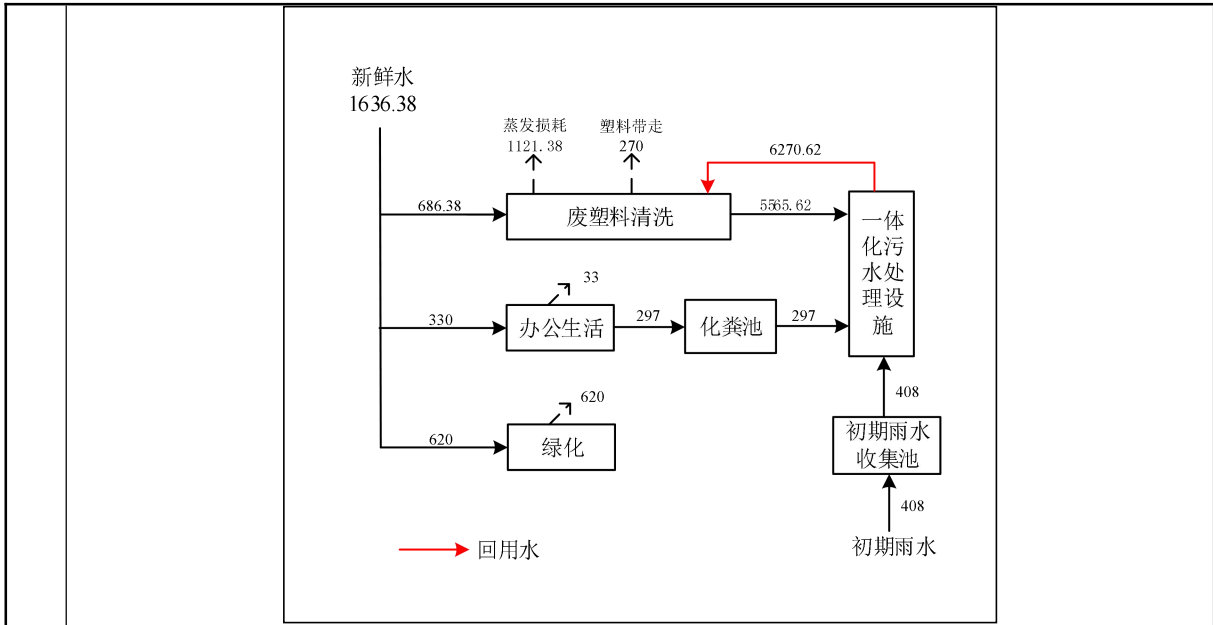 新鲜水
1636.38
蒸发损耗
1121.38
塑料带走
270
6270.62
686.38
废塑料清洗
5565.62
一体
化污
水处
理设
施
33
330
办公生活
297
化粪池
297
408
620
620
绿化
初期雨水
收集池
408
回用水
初期雨水